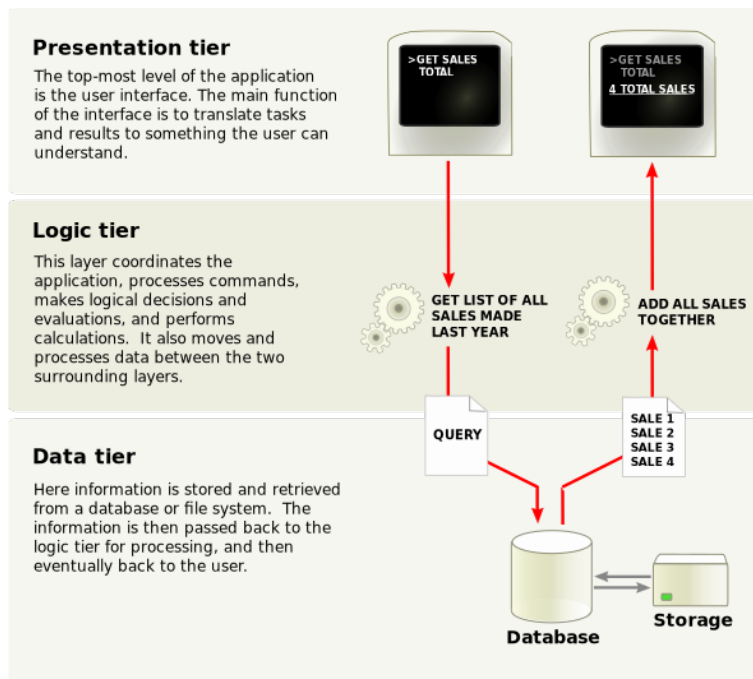 Presentation tier
The top-most level of the application
is the user interface. The main function
of the interface is to translate tasks
and results to something the user can
understand.
>GET SALES
TOTAL
>GET SALES
TOTAL
4 TOTAL SALES
Logic tier
This layer coordinates the
application, processes commands,
makes logical decisions and
evaluations, and performs
calculations.  It also moves and
processes data between the two
surrounding layers.
GET LIST OF ALL
SALES MADE
LAST YEAR
ADD ALL SALES
TOGETHER
QUERY
SALE 1
SALE 2
SALE 3
SALE 4
Data tier
Here information is stored and retrieved
from a database or file system.  The
information is then passed back to the
logic tier for processing, and then
eventually back to the user.
Database
Storage